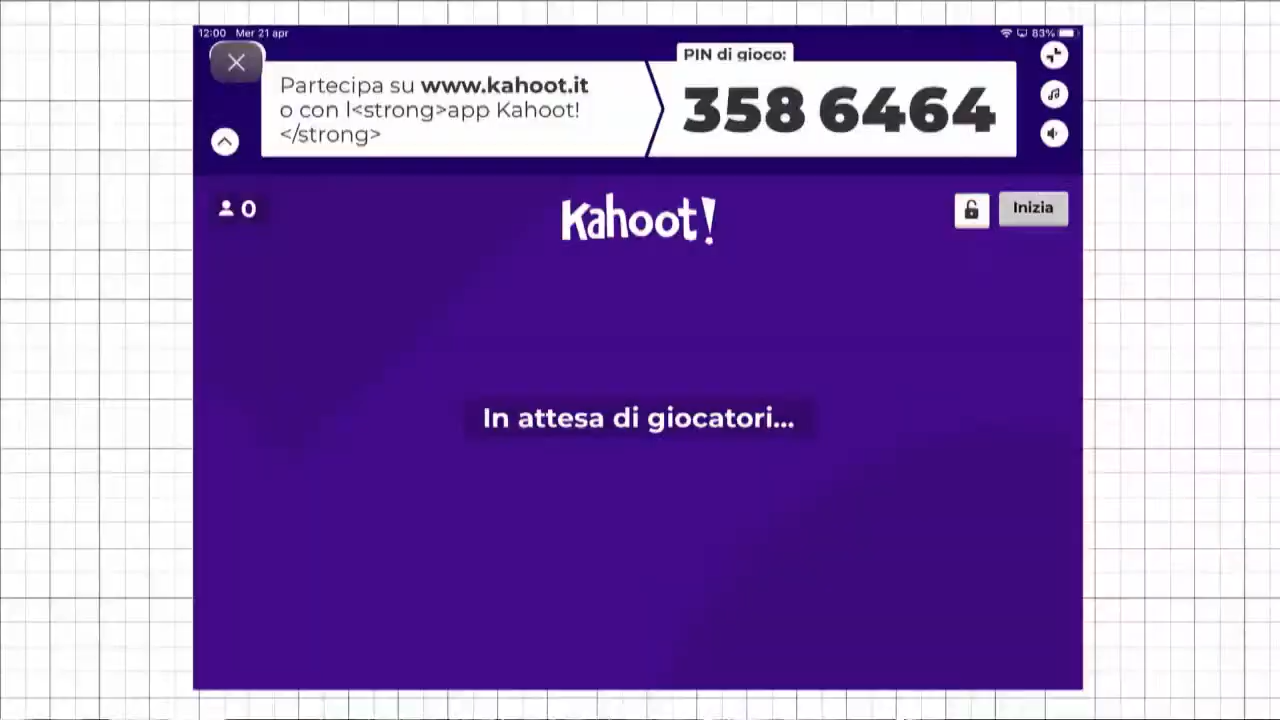 12:00 Mer 21 apr
83%
PIN di gioco:
Partecipa su www.kahoot.it
o con l<strong>app Kahoot!
</strong>
358 6464
0
Kahoot!
Inizia
In attesa di giocatori...